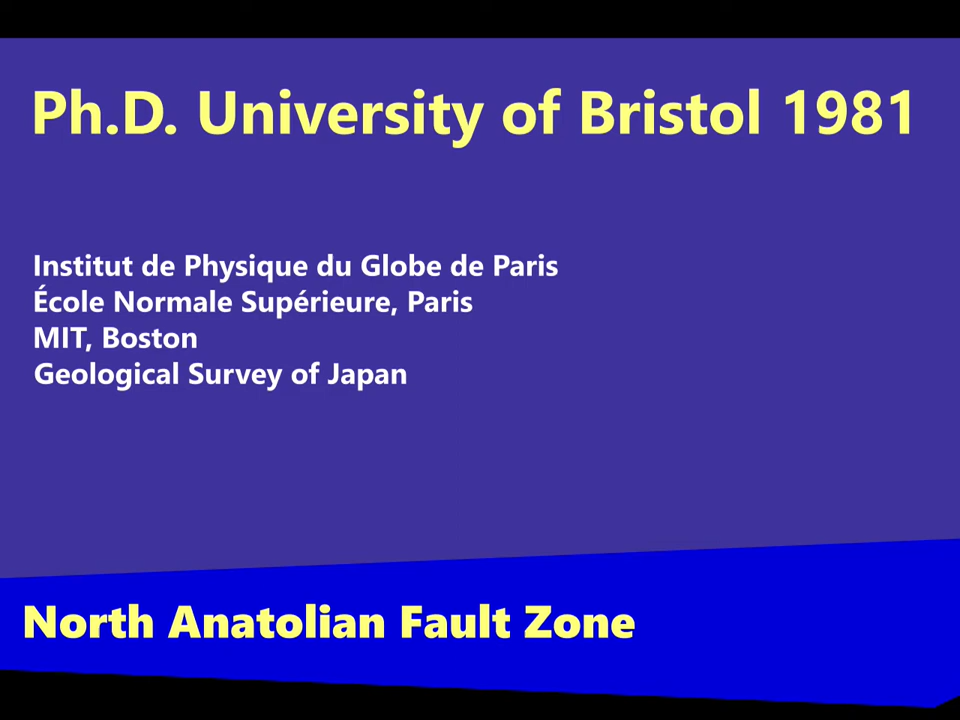 Ph.D. University of Bristol 1981
Institut de Physique du Globe de Paris
École Normale Supérieure, Paris
MIT, Boston
Geological Survey of Japan
North Anatolian Fault Zone